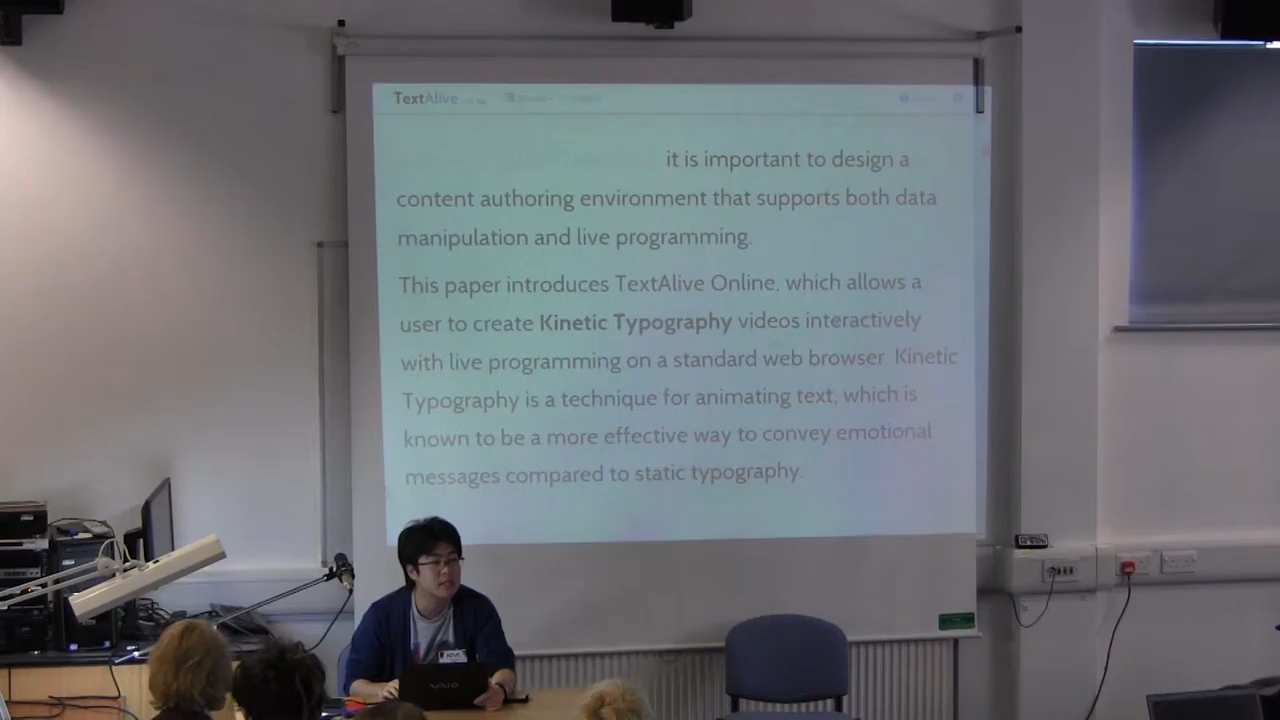 TextAlive
it is important to design a
content authoring environment that supports both data
manipulation and live programming.
This paper introduces TextAlive Online, which allows a
user to create Kinetic Typography videos interactively
with live programming on a standard web browser. Kinetic
Typography is a technique for animating text, which is
known to be a more effective way to convey emotional
messages compared to static typography.
VAIO